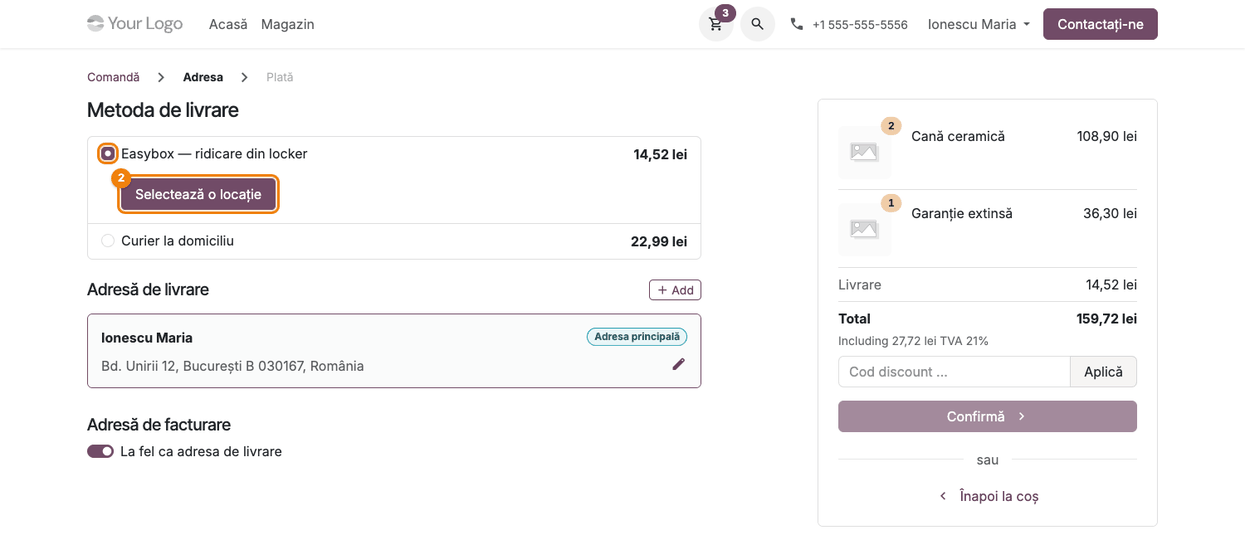 Your Logo
Acasă Magazin
3
+1 555-555-5556
Ionescu Maria
Contactați-ne
Comandă > Adresa > Plată
Metoda de livrare
Easybox — ridicare din locker 14,52 lei
2
Selectează o locație
Curier la domiciliu 22,99 lei
Adresă de livrare
+ Add
Ionescu Maria
Adresa principală
Bd. Unirii 12, București B 030167, România
Adresă de facturare
La fel ca adresa de livrare
2
Cană ceramică 108,90 lei
1
Garanție extinsă 36,30 lei
Livrare 14,52 lei
Total 159,72 lei
Including 27,72 lei TVA 21%
Cod discount ... Aplică
Confirmă >
sau
< Înapoi la coș